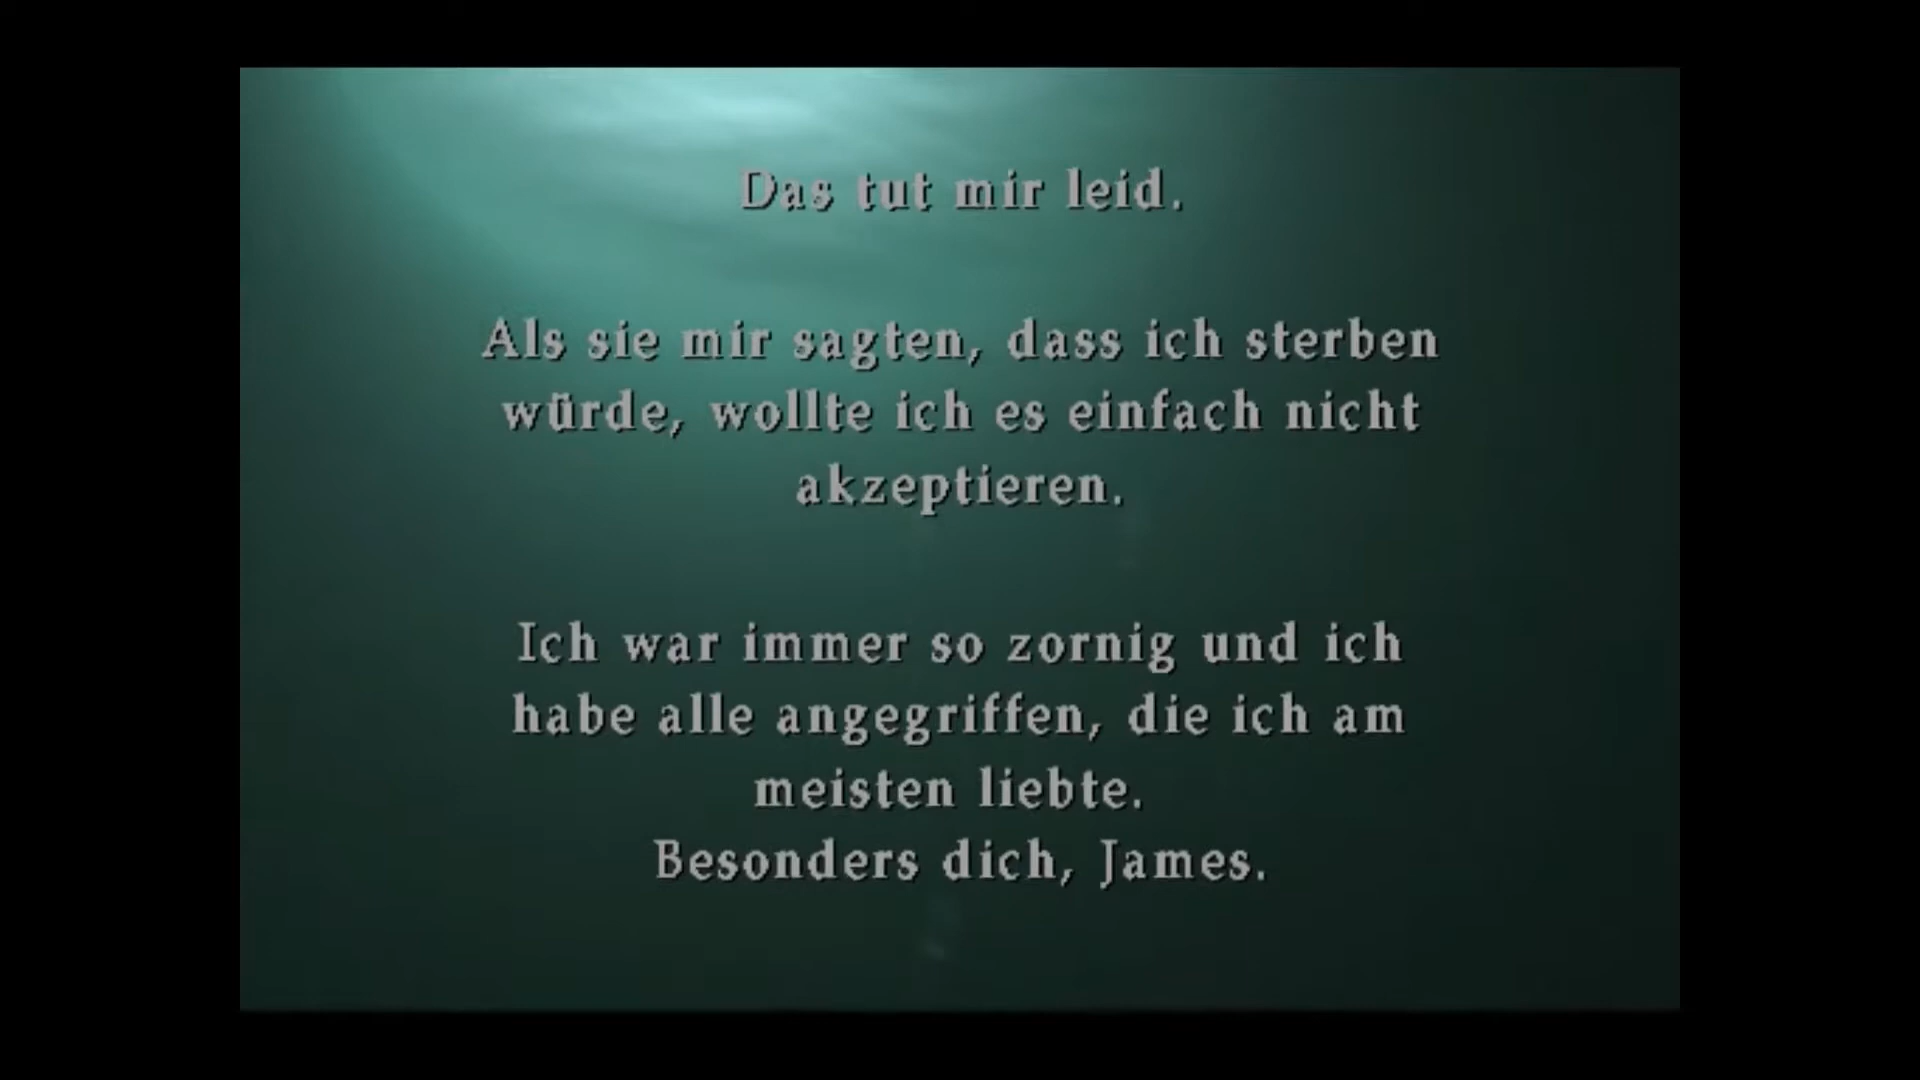 Das tut mir leid.
Als sie mir sagten, dass ich sterben
würde, wollte ich es einfach nicht
akzeptieren.
Ich war immer so zornig und ich
habe alle angegriffen, die ich am
meisten liebte.
Besonders dich, James.